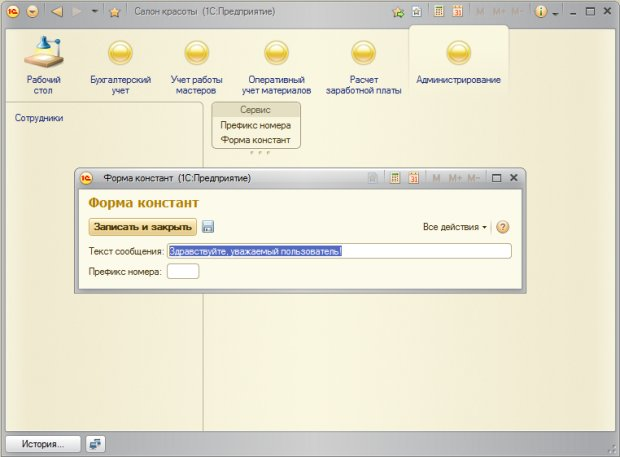 Салон красоты (1С:Предприятие)
M M+ M-
Рабочий стол
Бухгалтерский учет
Учет работы мастеров
Оперативный учет материалов
Расчет заработной платы
Администрирование
Сотрудники
Сервис
Префикс номера
Форма констант
Форма констант (1С:Предприятие)
M M+ M-
Форма констант
Записать и закрыть
Все действия
Текст сообщения: Здравствуйте, уважаемый пользователь!
Префикс номера:
История...